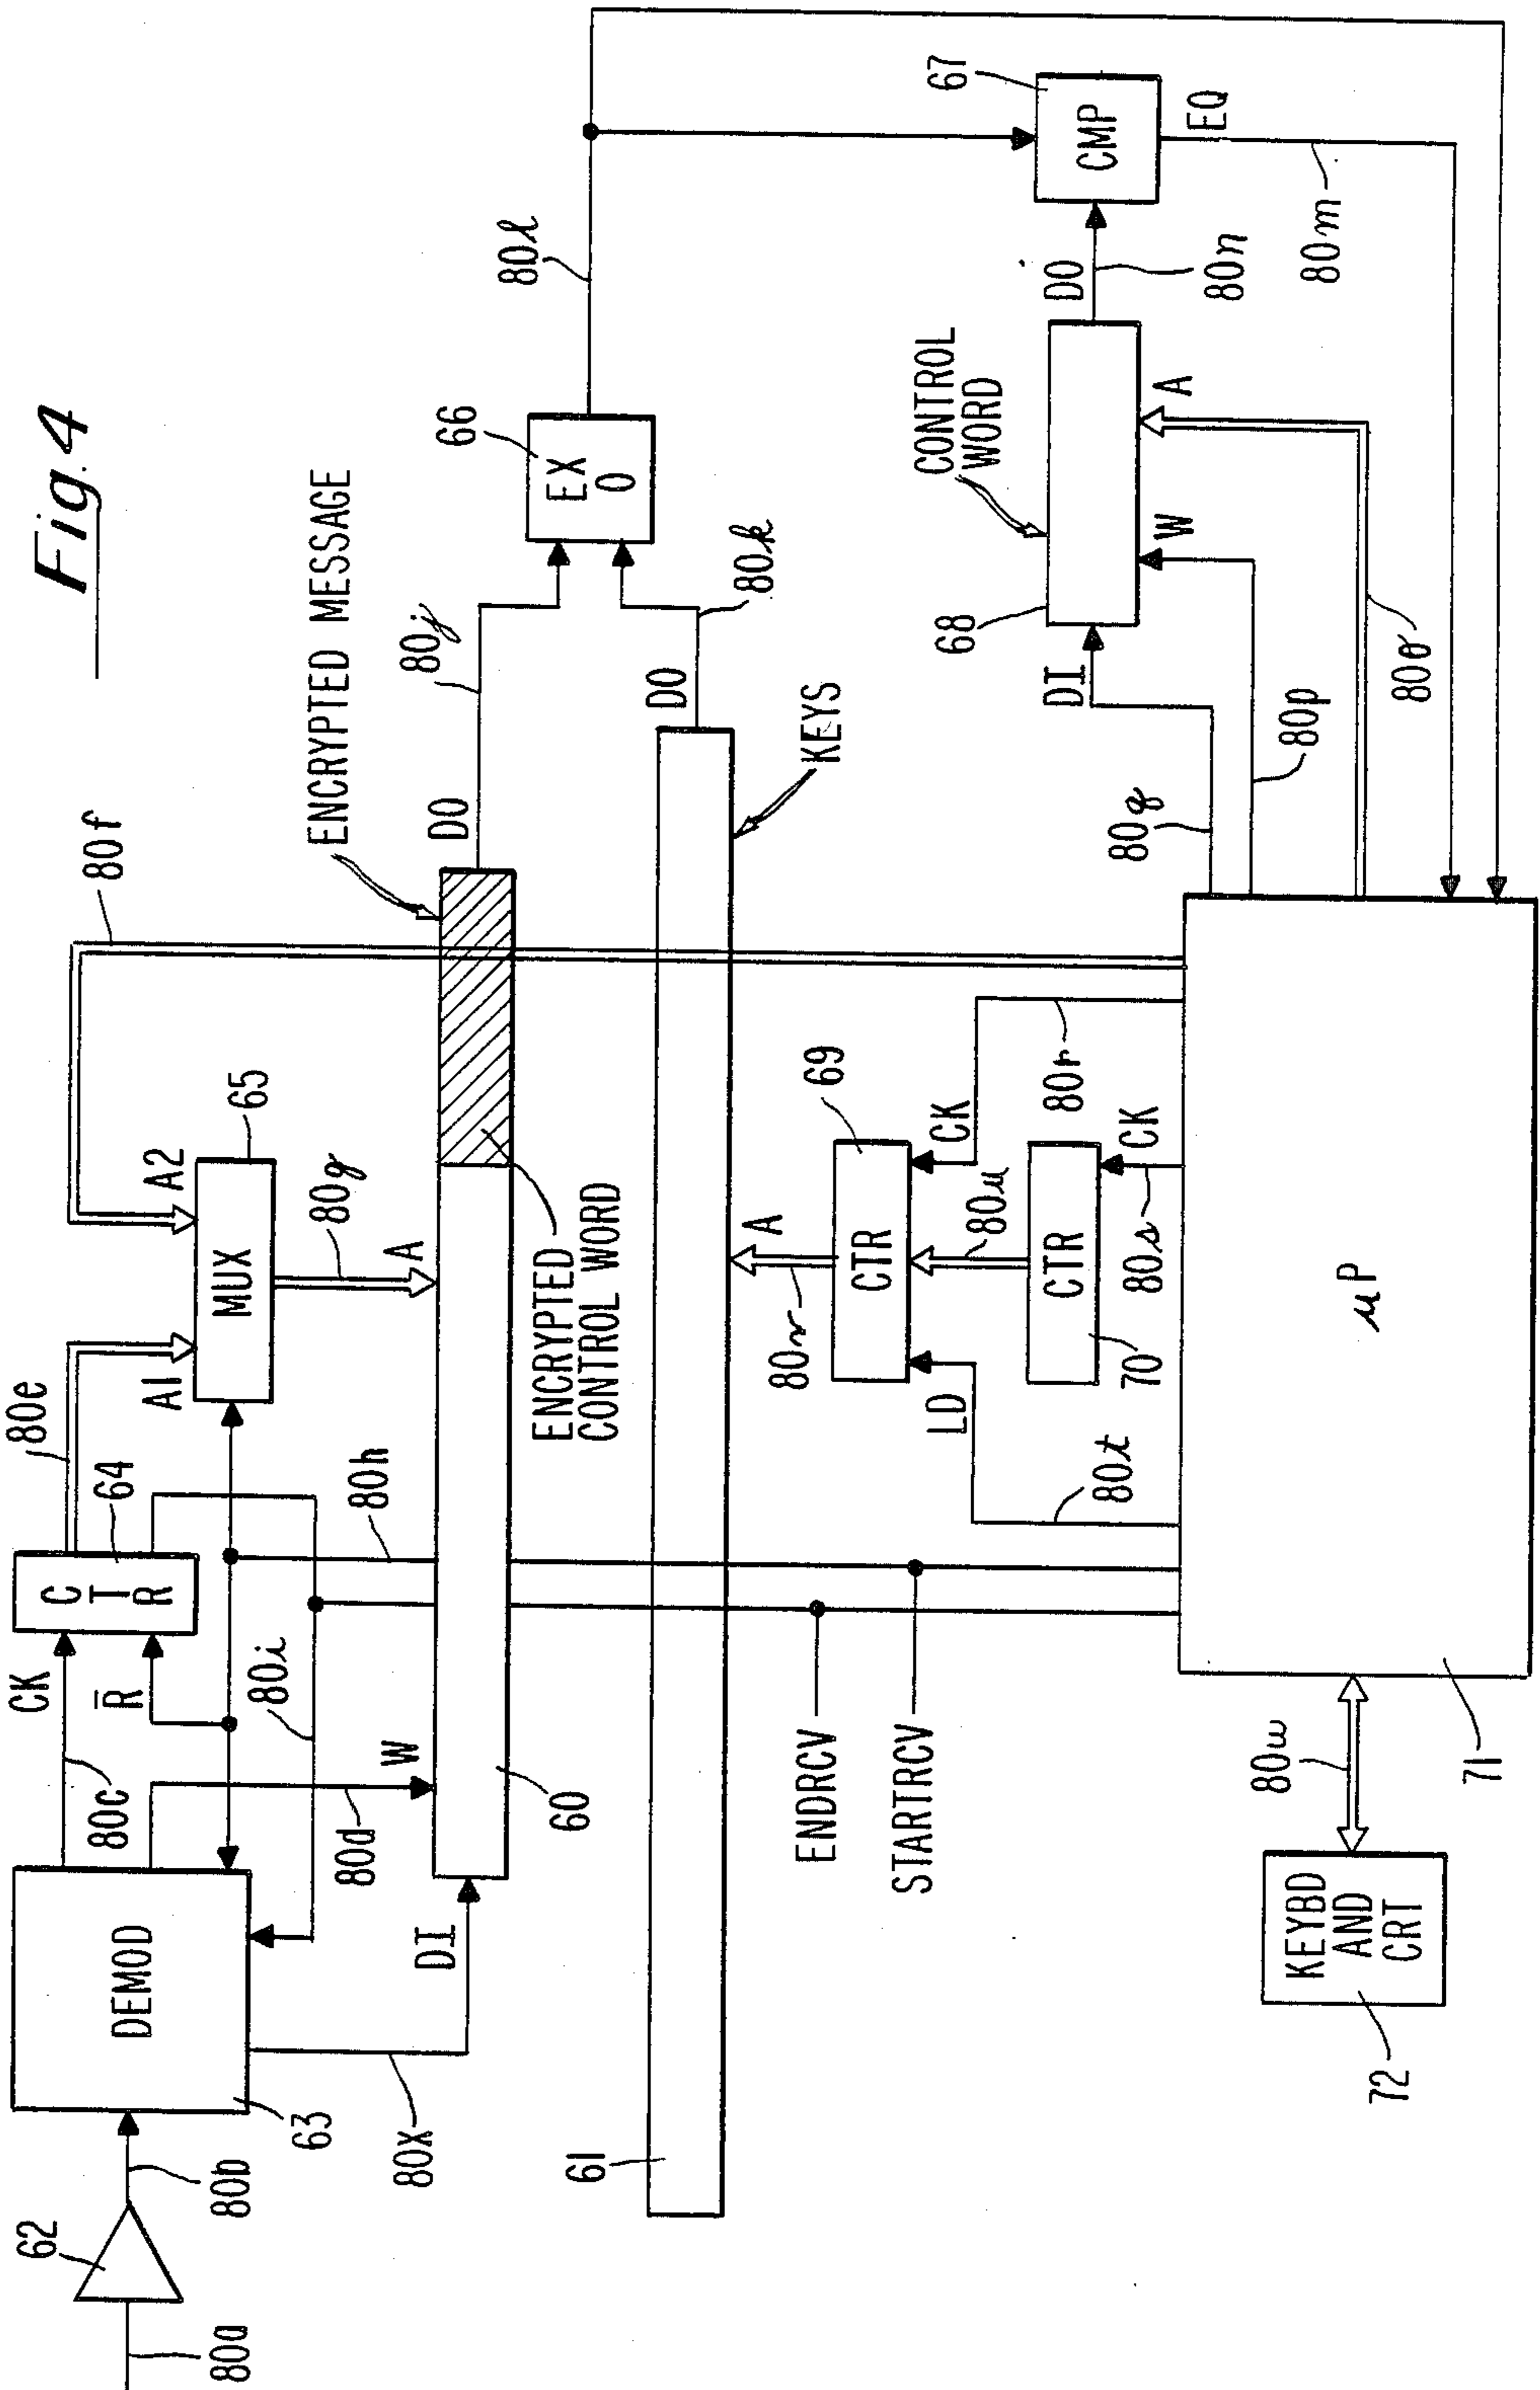 Fig. 4
80a
62
80b
DEMOD
63
80x
DI
80c
CK
R̄
80d
W
80i
CTR
64
80e
A1
A2
MUX
65
80f
80g
A
80h
60
ENCRYPTED MESSAGE
ENCRYPTED
CONTROL WORD
DO
80j
61
KEYS
DO
80k
EX
O
66
80l
ENDRCV
STARTRCV
80v
A
CTR
69
LD
CK
80t
80u
CTR
70
CK
80s
80r
CONTROL
WORD
68
DI
W
A
DO
80n
CMP
67
EQ
80m
80q
80p
80o
μP
71
80w
KEYBD
AND
CRT
72